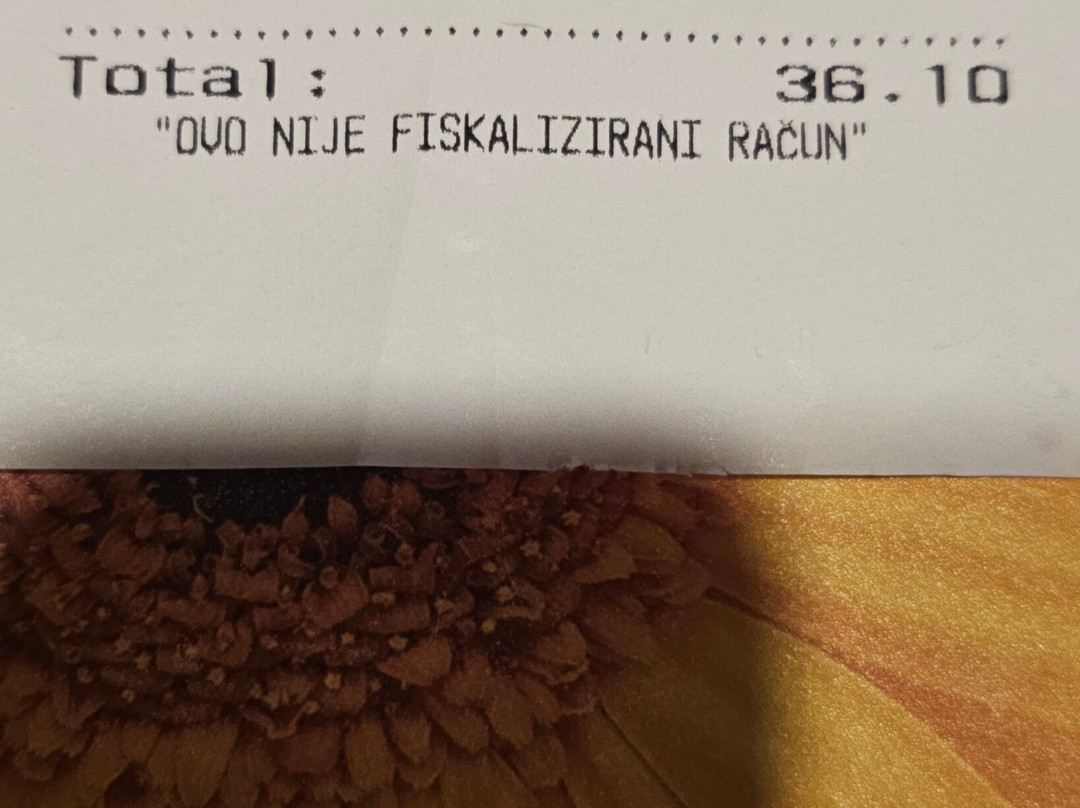 Total: 36.10
"OVO NIJE FISKALIZIRANI RAČUN"